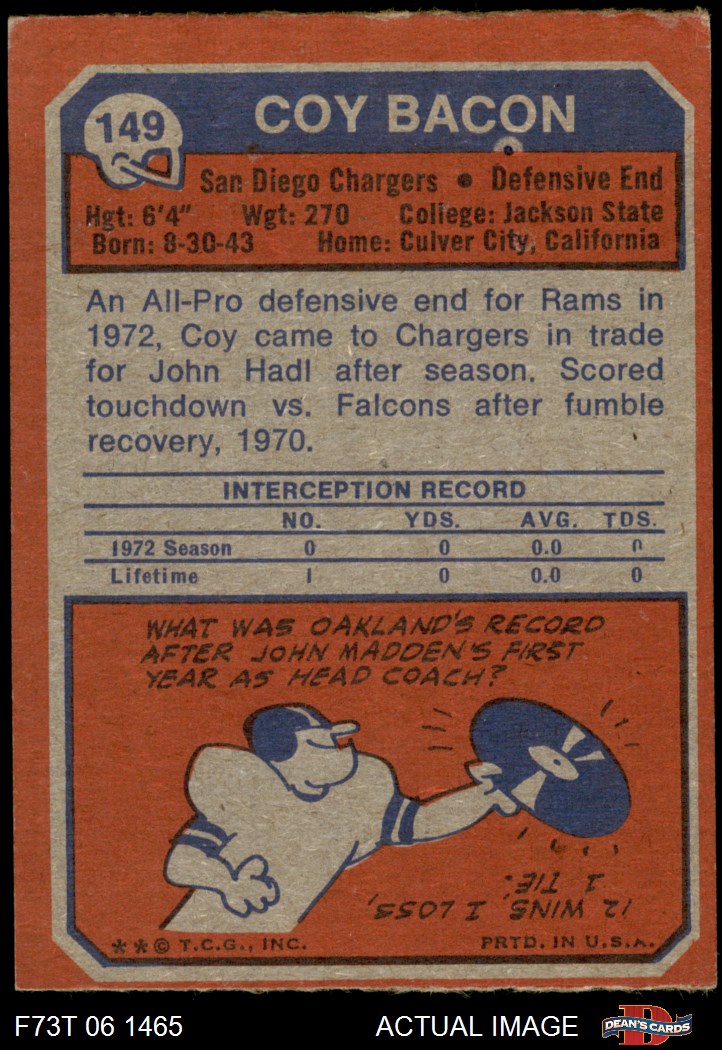 149
COY BACON
San Diego Chargers • Defensive End
Hgt: 6'4" Wgt: 270 College: Jackson State
Born: 8-30-43 Home: Culver City, California
An All-Pro defensive end for Rams in
1972, Coy came to Chargers in trade
for John Hadl after season. Scored
touchdown vs. Falcons after fumble
recovery, 1970.
INTERCEPTION RECORD
NO. YDS. AVG. TDS.
1972 Season 0 0 0.0 0
Lifetime 1 0 0.0 0
WHAT WAS OAKLAND'S RECORD
AFTER JOHN MADDEN'S FIRST
YEAR AS HEAD COACH?
12 WINS, 1 LOSS,
1 TIE.
**© T.C.G., INC. PRTD. IN U.S.A.
F73T 06 1465 ACTUAL IMAGE D DEAN'S CARDS